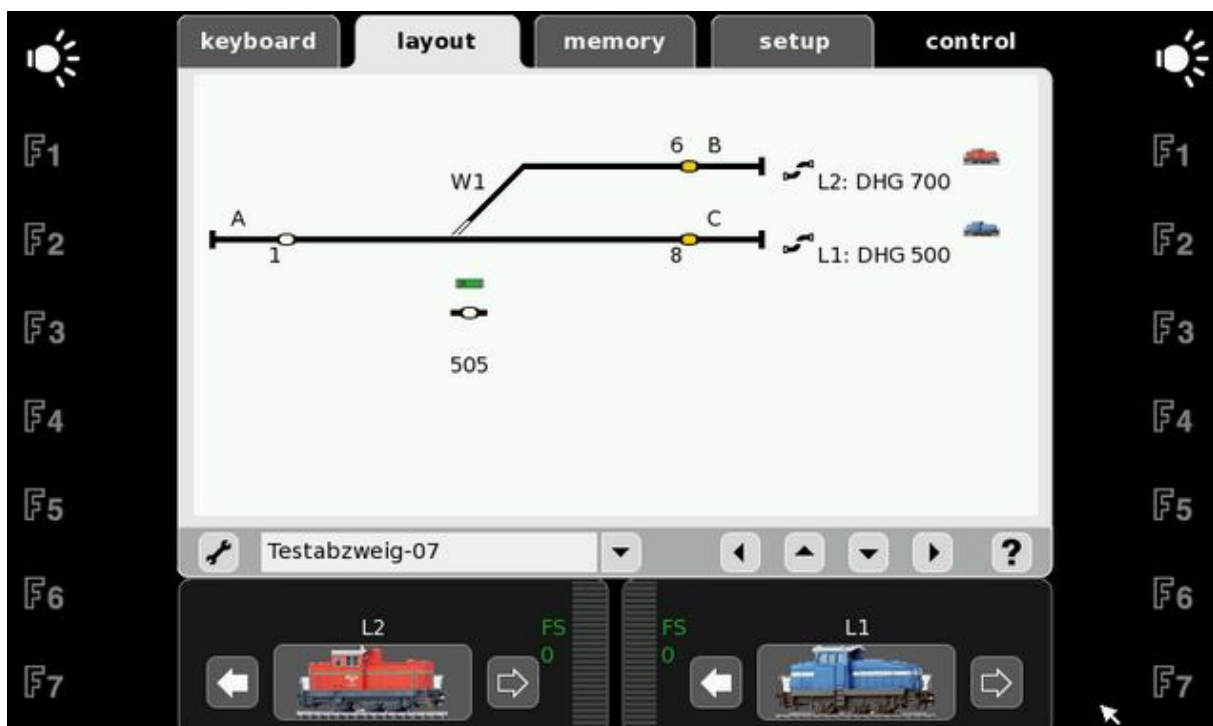 keyboard layout memory setup control
F1 F1
6 B
W1
L2: DHG 700
A C
F2 F2
1 8 L1: DHG 500
F3 F3
505
F4 F4
F5 F5
Testabzweig-07 ?
F6 F6
L2 FS FS L1
0 0
F7 F7